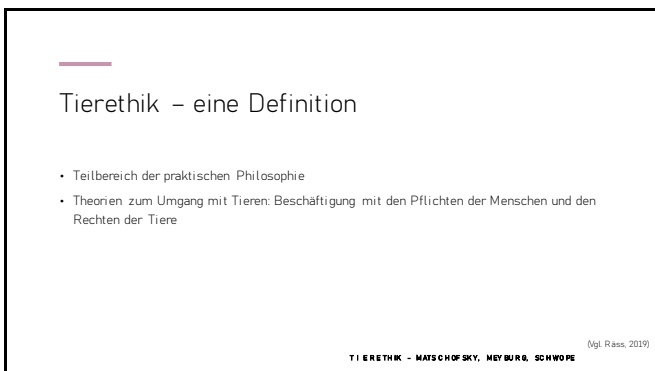 Tierethik – eine Definition
• Teilbereich der praktischen Philosophie
• Theorien zum Umgang mit Tieren: Beschäftigung mit den Pflichten der Menschen und den
Rechten der Tiere
(Vgl. Räss, 2019)
TIERETHIK - MATSCHOFSKY, MEYBURG, SCHWOPE